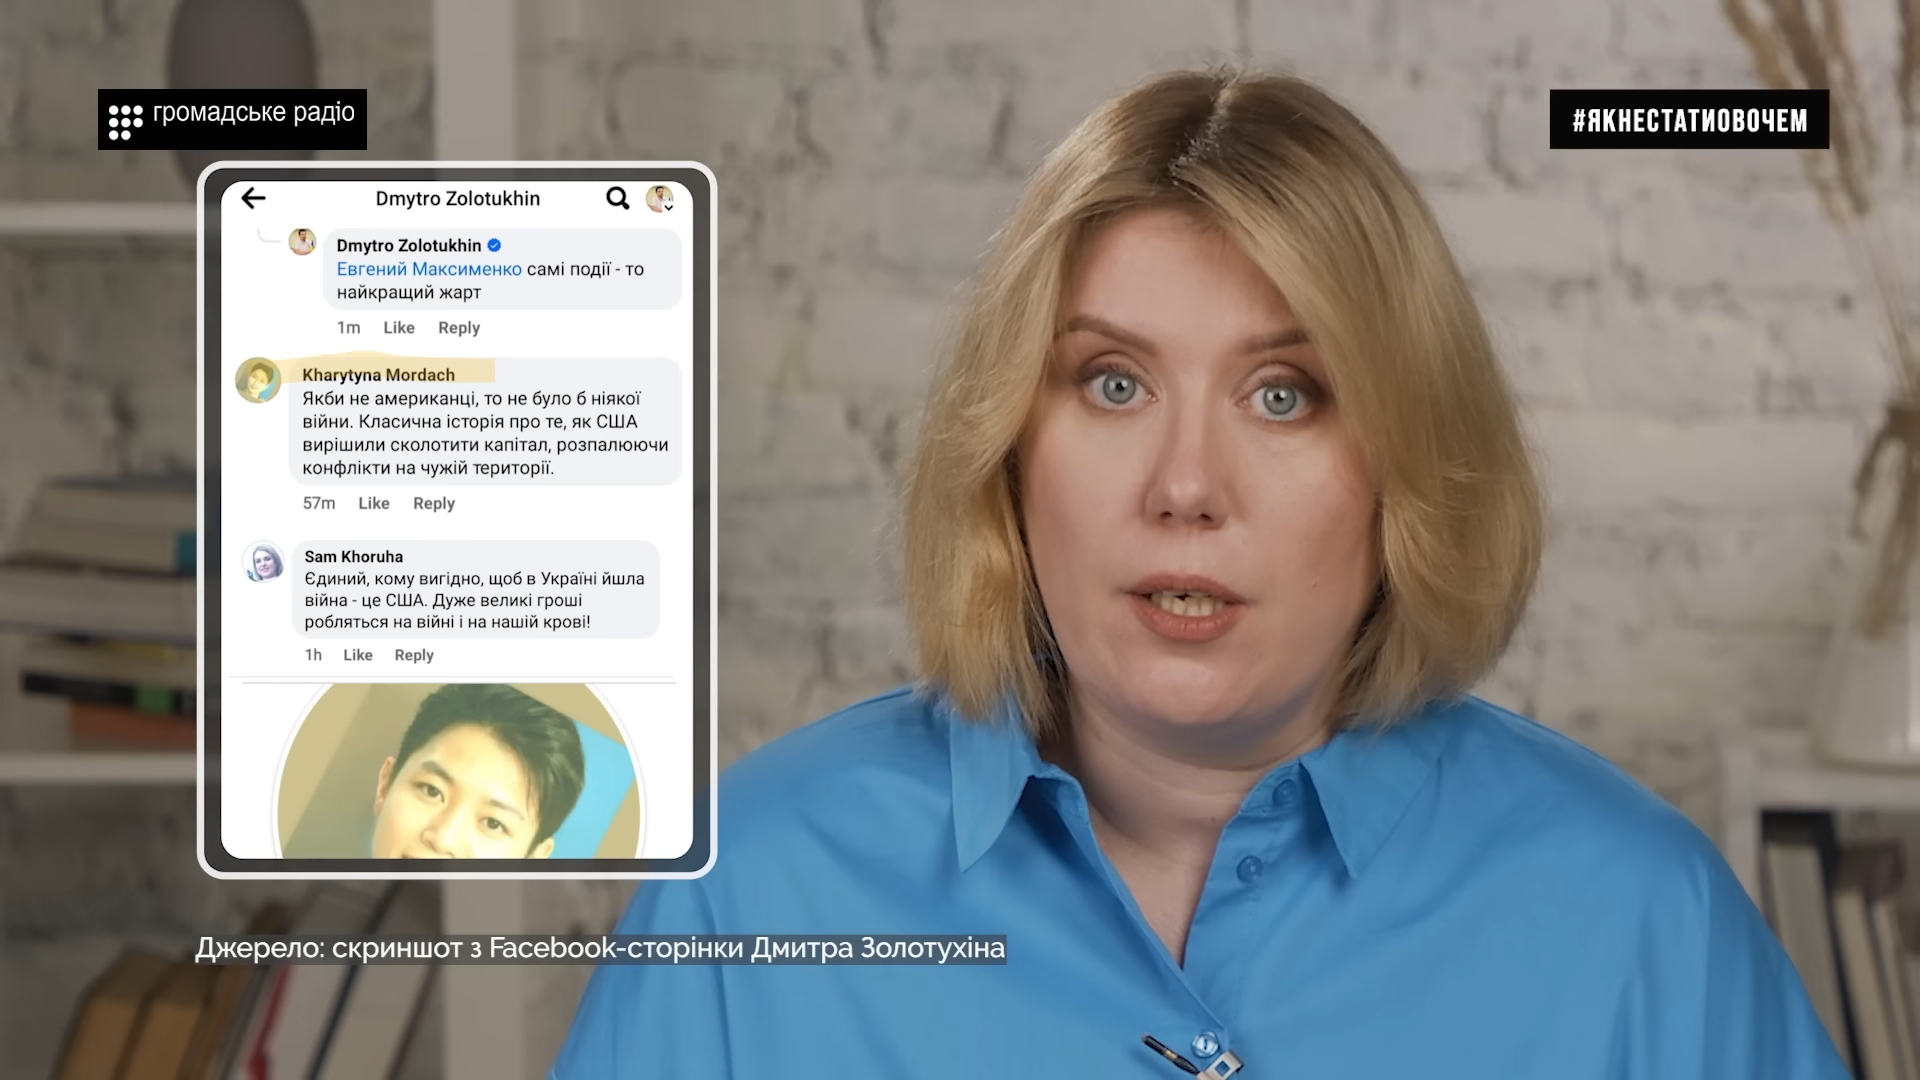 громадське радіо
#ЯКНЕСТАТИОВОЧЕМ
Dmytro Zolotukhin
Dmytro Zolotukhin
Евгений Максименко самі події - то
найкращий жарт
1m Like Reply
Kharytyna Mordach
Якби не американці, то не було б ніякої
війни. Класична історія про те, як США
вирішили сколотити капітал, розпалюючи
конфлікти на чужій території.
57m Like Reply
Sam Khoruha
Єдиний, кому вигідно, щоб в Україні йшла
війна - це США. Дуже великі гроші
робляться на війні і на нашій крові!
1h Like Reply
Джерело: скриншот з Facebook-сторінки Дмитра Золотухіна